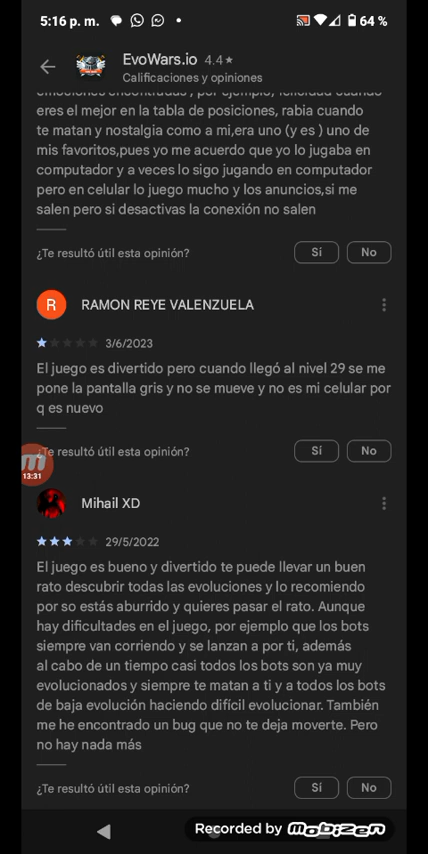 5:16 p. m.
64 %
EvoWars.io 4.4★
Calificaciones y opiniones
eres el mejor en la tabla de posiciones, rabia cuando
te matan y nostalgia como a mi,era uno (y es ) uno de
mis favoritos,pues yo me acuerdo que yo lo jugaba en
computador y a veces lo sigo jugando en computador
pero en celular lo juego mucho y los anuncios,si me
salen pero si desactivas la conexión no salen
¿Te resultó útil esta opinión? Sí No
R RAMON REYE VALENZUELA
3/6/2023
El juego es divertido pero cuando llegó al nivel 29 se me
pone la pantalla gris y no se mueve y no es mi celular por
q es nuevo
¿Te resultó útil esta opinión? Sí No
13:31
Mihail XD
29/5/2022
El juego es bueno y divertido te puede llevar un buen
rato descubrir todas las evoluciones y lo recomiendo
por so estás aburrido y quieres pasar el rato. Aunque
hay dificultades en el juego, por ejemplo que los bots
siempre van corriendo y se lanzan a por ti, además
al cabo de un tiempo casi todos los bots son ya muy
evolucionados y siempre te matan a ti y a todos los bots
de baja evolución haciendo difícil evolucionar. También
me he encontrado un bug que no te deja moverte. Pero
no hay nada más
¿Te resultó útil esta opinión? Sí No
Recorded by MOBIZEN